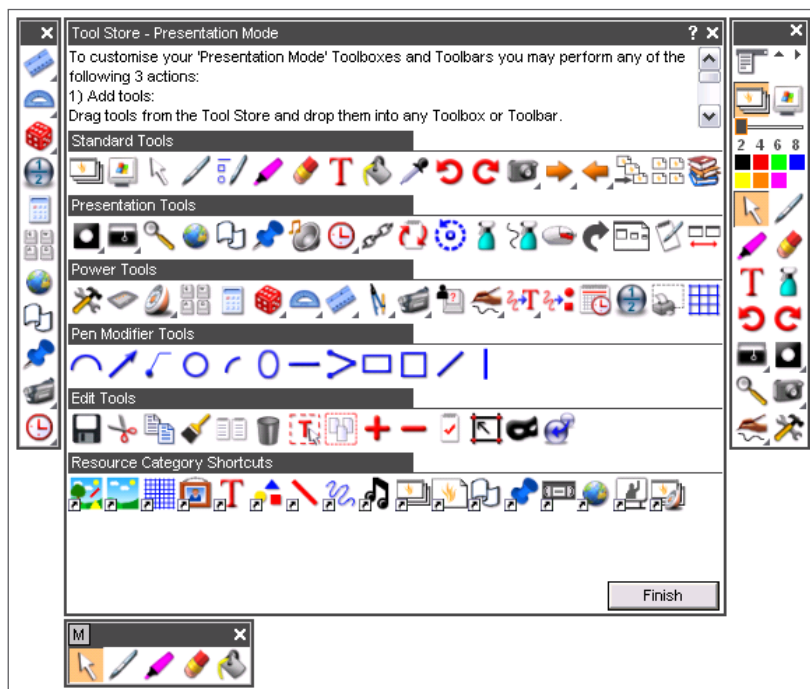 Tool Store - Presentation Mode
To customise your 'Presentation Mode' Toolboxes and Toolbars you may perform any of the
following 3 actions:
1) Add tools:
Drag tools from the Tool Store and drop them into any Toolbox or Toolbar.
Standard Tools
Presentation Tools
Power Tools
Pen Modifier Tools
Edit Tools
Resource Category Shortcuts
Finish
M
2 4 6 8